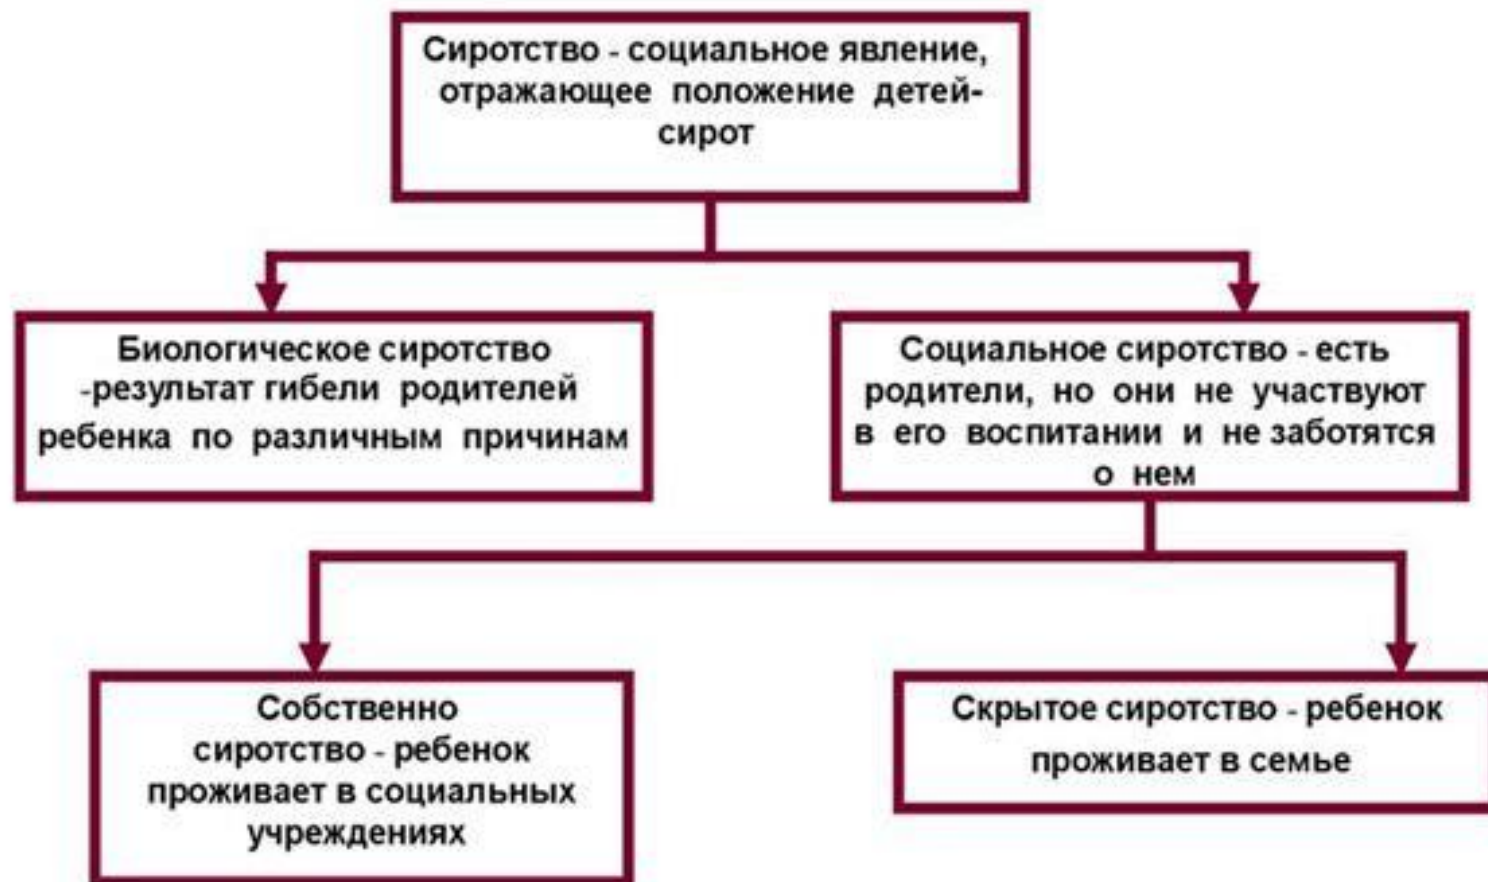 Сиротство - социальное явление,
отражающее положение детей-
сирот
Биологическое сиротство
-результат гибели родителей
ребенка по различным причинам
Социальное сиротство - есть
родители, но они не участвуют
в его воспитании и не заботятся
о нем
Собственно
сиротство - ребенок
проживает в социальных
учреждениях
Скрытое сиротство - ребенок
проживает в семье